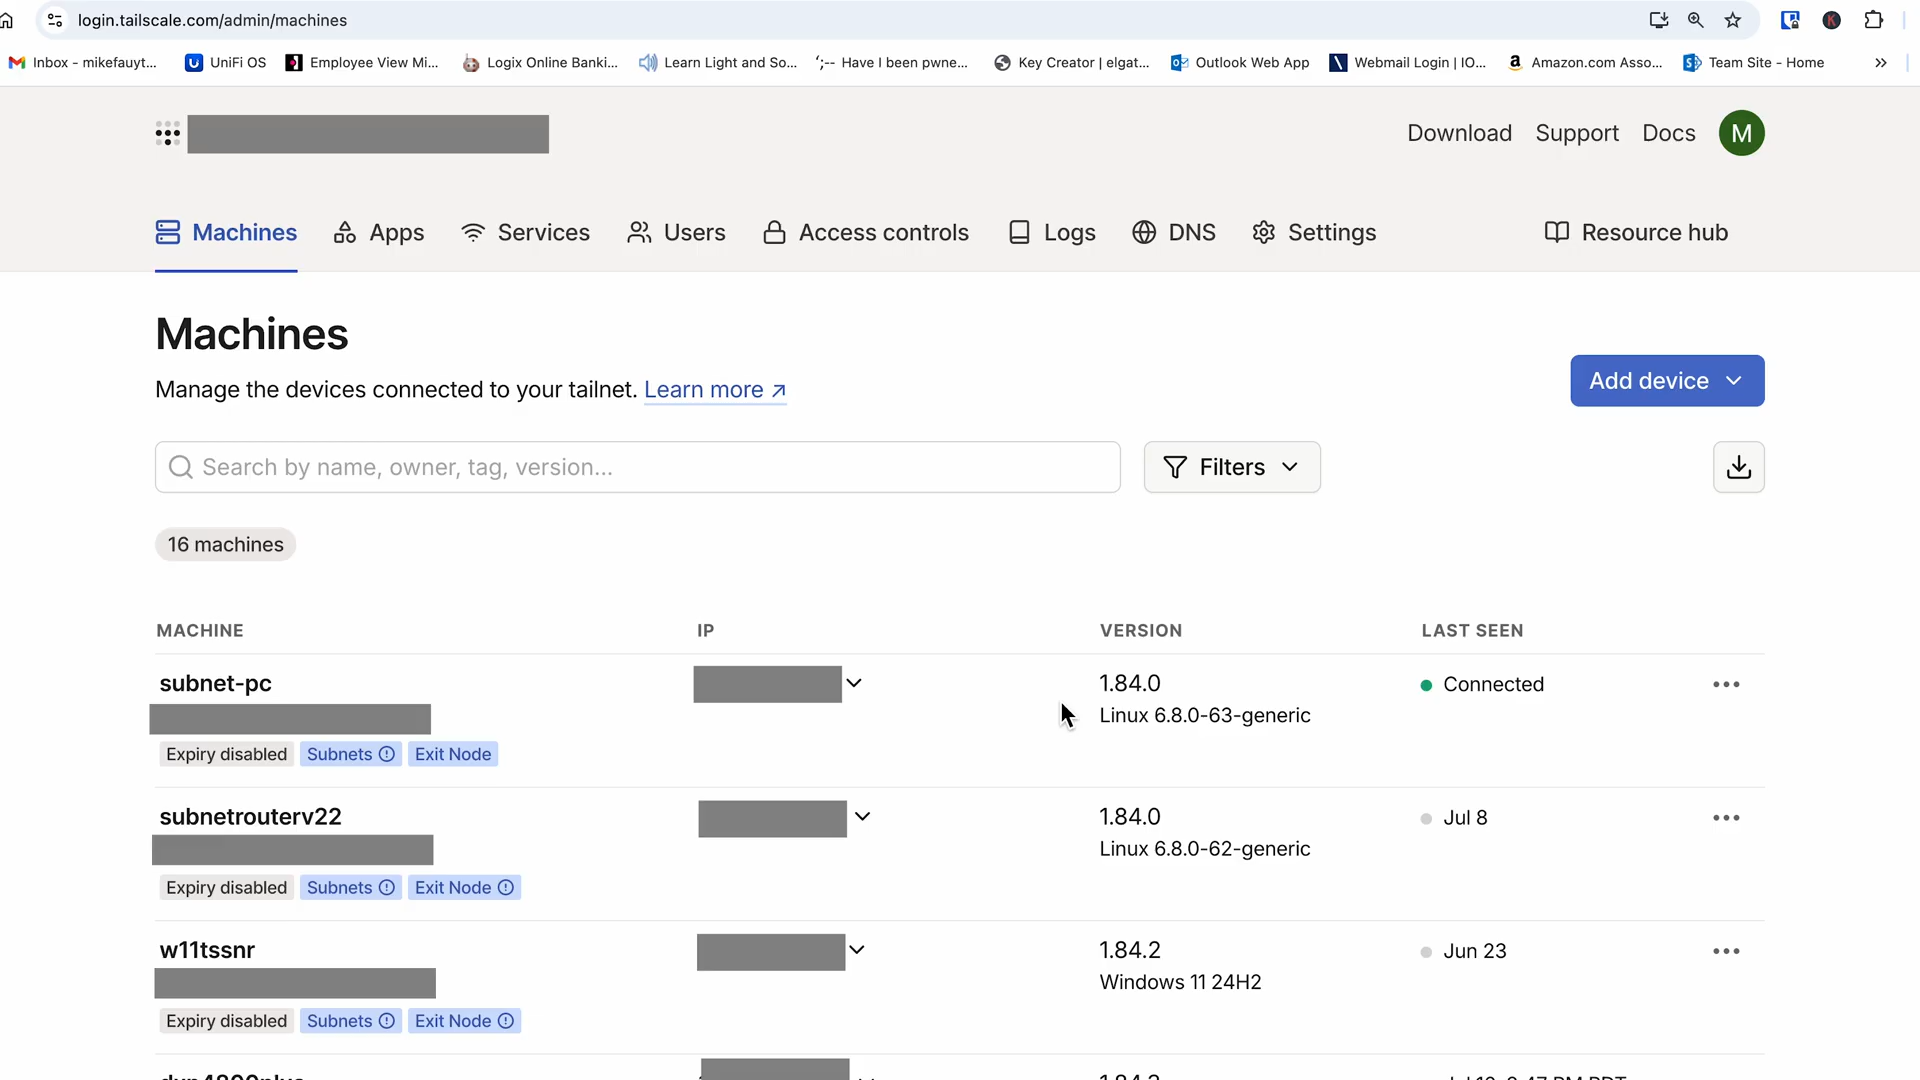 login.tailscale.com/admin/machines
Inbox - mikefauyt...
UniFi OS
Employee View Mi...
Logix Online Banki...
Learn Light and So...
Have I been pwne...
Key Creator | elgat...
Outlook Web App
Webmail Login | IO...
Amazon.com Asso...
Team Site - Home
Download
Support
Docs
M
Machines
Apps
Services
Users
Access controls
Logs
DNS
Settings
Resource hub
Machines
Manage the devices connected to your tailnet. Learn more ↗
Add device
Search by name, owner, tag, version...
Filters
16 machines
MACHINE IP VERSION LAST SEEN
subnet-pc 1.84.0 Connected
Linux 6.8.0-63-generic
Expiry disabled Subnets Exit Node
subnetrouterv22 1.84.0 Jul 8
Linux 6.8.0-62-generic
Expiry disabled Subnets Exit Node
w11tssnr 1.84.2 Jun 23
Windows 11 24H2
Expiry disabled Subnets Exit Node